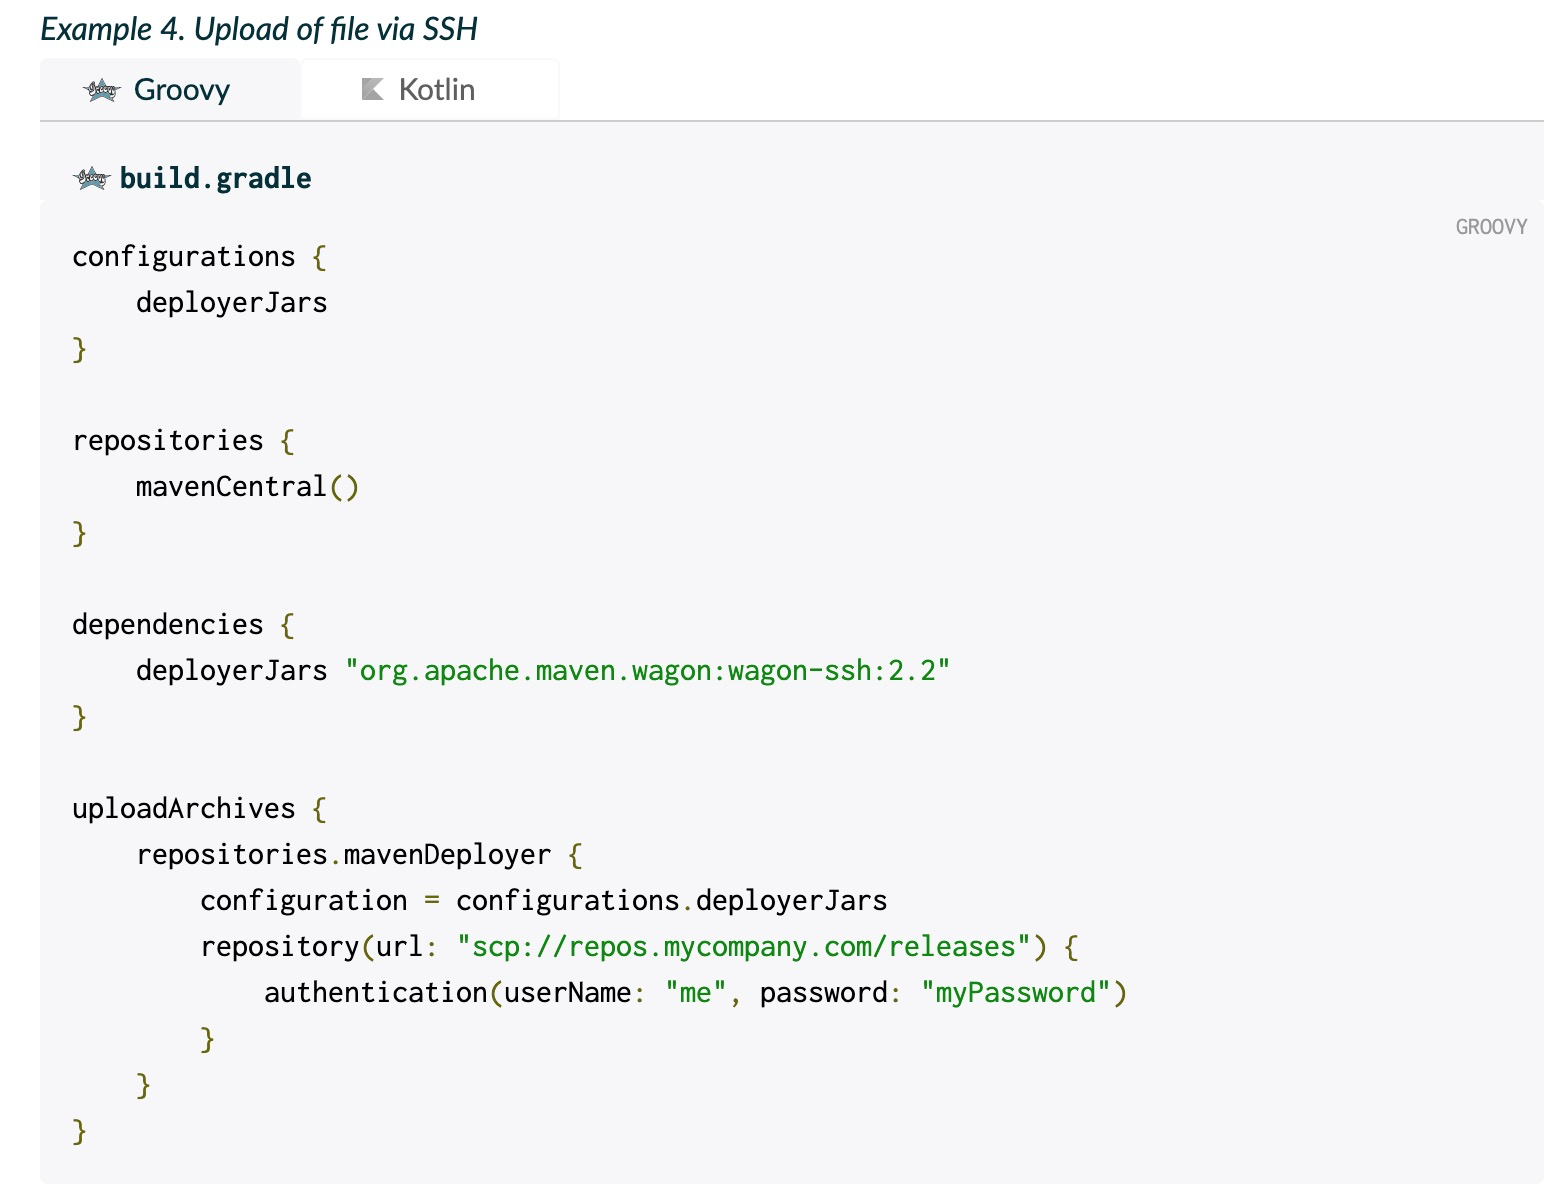 Example 4. Upload of file via SSH
Groovy Kotlin
build.gradle
GROOVY
configurations {
    deployerJars
}
repositories {
    mavenCentral()
}
dependencies {
    deployerJars "org.apache.maven.wagon:wagon-ssh:2.2"
}
uploadArchives {
    repositories.mavenDeployer {
        configuration = configurations.deployerJars
        repository(url: "scp://repos.mycompany.com/releases") {
            authentication(userName: "me", password: "myPassword")
        }
    }
}